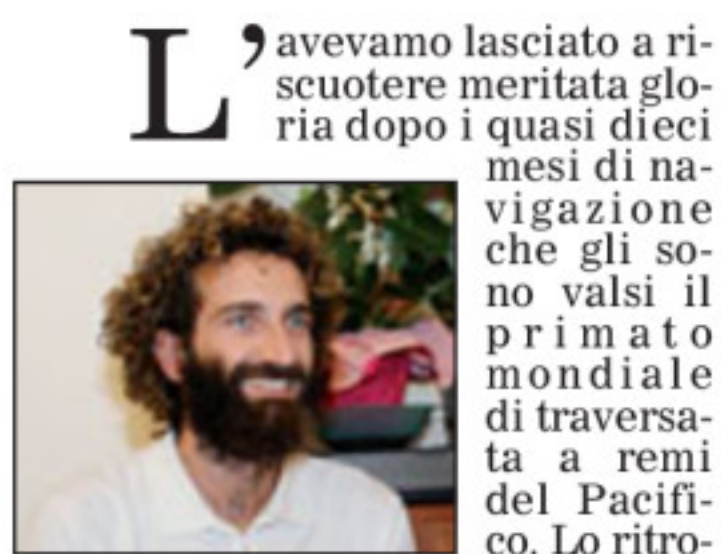 L'avevamo lasciato a ri-
scuotere meritata glo-
ria dopo i quasi dieci
mesi di na-
vigazione
che gli so-
no valsi il
primato
mondiale
di traversa-
ta a remi
del Pacifi-
co. Lo ritro-